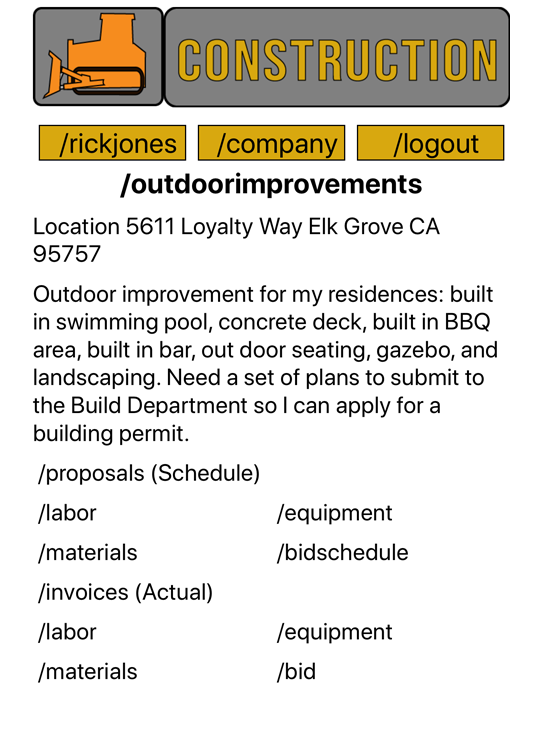 CONSTRUCTION
/rickjones /company /logout
/outdoorimprovements
Location 5611 Loyalty Way Elk Grove CA
95757
Outdoor improvement for my residences: built
in swimming pool, concrete deck, built in BBQ
area, built in bar, out door seating, gazebo, and
landscaping. Need a set of plans to submit to
the Build Department so I can apply for a
building permit.
/proposals (Schedule)
/labor /equipment
/materials /bidschedule
/invoices (Actual)
/labor /equipment
/materials /bid